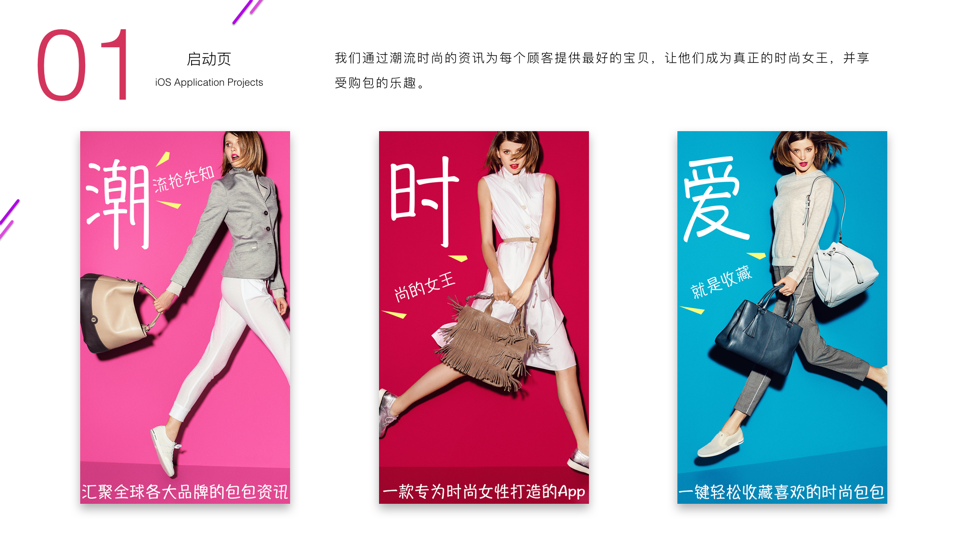 01
启动页
iOS Application Projects
我们通过潮流时尚的资讯为每个顾客提供最好的宝贝，让他们成为真正的时尚女王，并享
受购包的乐趣。
潮
流抢先知
汇聚全球各大品牌的包包资讯
时
尚的女王
一款专为时尚女性打造的App
爱
就是收藏
一键轻松收藏喜欢的时尚包包